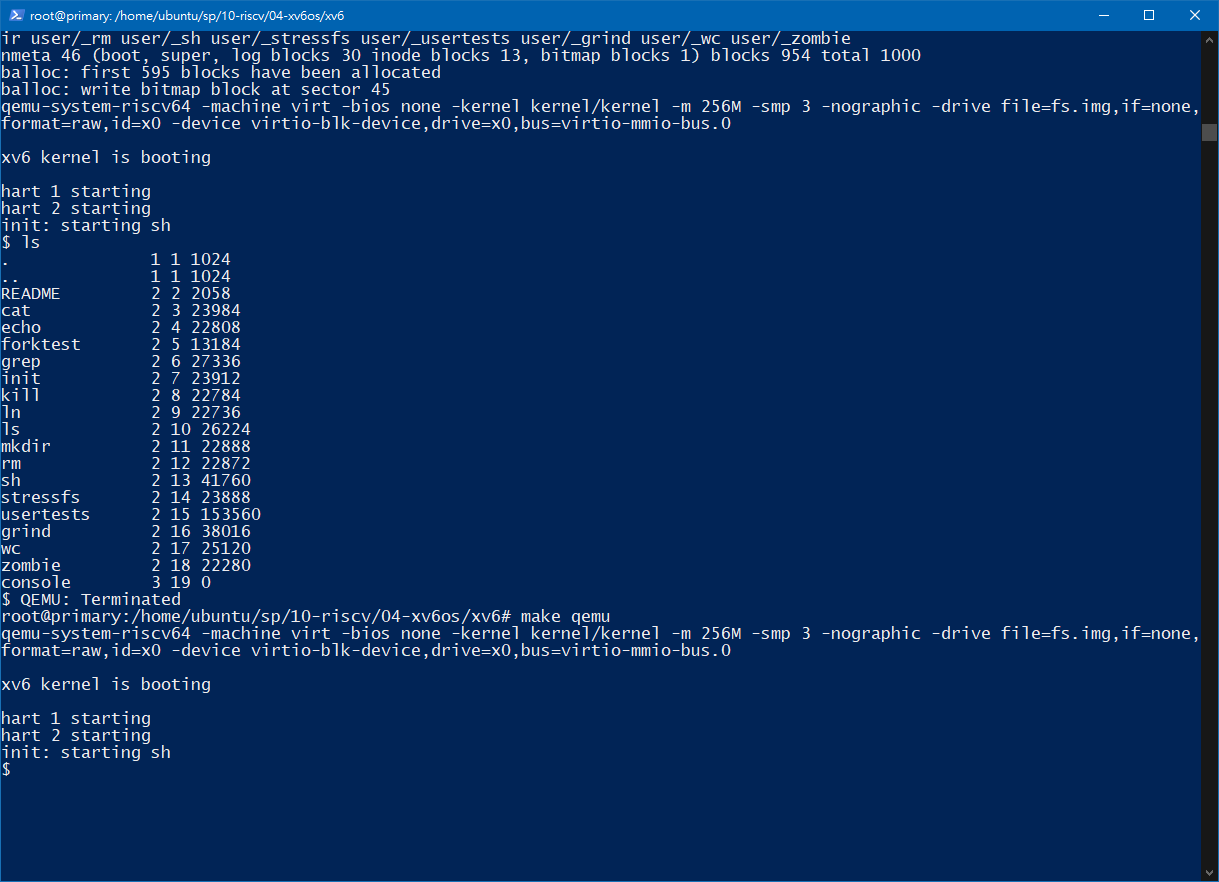 root@primary: /home/ubuntu/sp/10-riscv/04-xv6os/xv6
ir user/_rm user/_sh user/_stressfs user/_usertests user/_grind user/_wc user/_zombie
nmeta 46 (boot, super, log blocks 30 inode blocks 13, bitmap blocks 1) blocks 954 total 1000
balloc: first 595 blocks have been allocated
balloc: write bitmap block at sector 45
qemu-system-riscv64 -machine virt -bios none -kernel kernel/kernel -m 256M -smp 3 -nographic -drive file=fs.img,if=none,
format=raw,id=x0 -device virtio-blk-device,drive=x0,bus=virtio-mmio-bus.0
xv6 kernel is booting
hart 1 starting
hart 2 starting
init: starting sh
$ ls
.              1 1 1024
..             1 1 1024
README         2 2 2058
cat            2 3 23984
echo           2 4 22808
forktest       2 5 13184
grep           2 6 27336
init           2 7 23912
kill           2 8 22784
ln             2 9 22736
ls             2 10 26224
mkdir          2 11 22888
rm             2 12 22872
sh             2 13 41760
stressfs       2 14 23888
usertests      2 15 153560
grind          2 16 38016
wc             2 17 25120
zombie         2 18 22280
console        3 19 0
$ QEMU: Terminated
root@primary:/home/ubuntu/sp/10-riscv/04-xv6os/xv6# make qemu
qemu-system-riscv64 -machine virt -bios none -kernel kernel/kernel -m 256M -smp 3 -nographic -drive file=fs.img,if=none,
format=raw,id=x0 -device virtio-blk-device,drive=x0,bus=virtio-mmio-bus.0
xv6 kernel is booting
hart 1 starting
hart 2 starting
init: starting sh
$